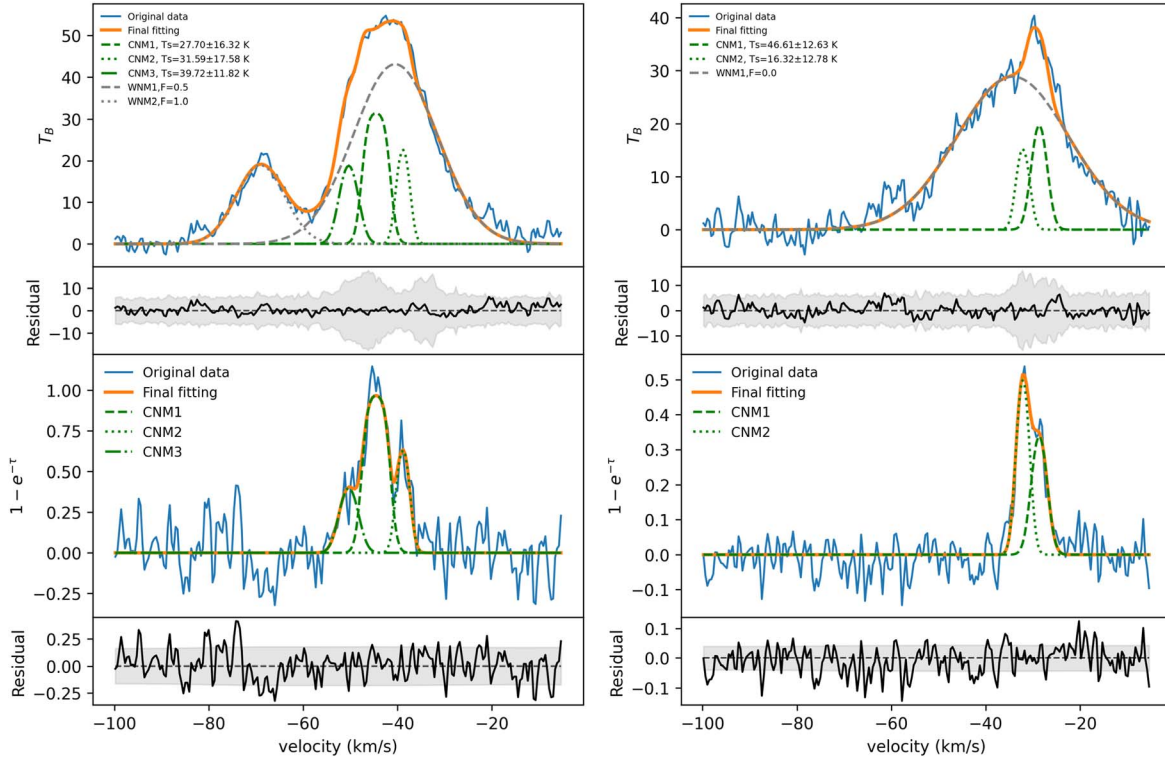 Original data
Final fitting
CNM1, Ts=27.70±16.32 K
CNM2, Ts=31.59±17.58 K
CNM3, Ts=39.72±11.82 K
WNM1,F=0.5
WNM2,F=1.0
50
40
30
20
10
0
T_B
10
0
−10
Residual
Original data
Final fitting
CNM1
CNM2
CNM3
1.00
0.75
0.50
0.25
0.00
−0.25
1 − e^{−τ}
0.25
0.00
−0.25
Residual
−100 −80 −60 −40 −20
velocity (km/s)
Original data
Final fitting
CNM1, Ts=46.61±12.63 K
CNM2, Ts=16.32±12.78 K
WNM1,F=0.0
40
30
20
10
0
T_B
10
0
−10
Residual
Original data
Final fitting
CNM1
CNM2
0.5
0.4
0.3
0.2
0.1
0.0
−0.1
1 − e^{−τ}
0.1
0.0
−0.1
Residual
−100 −80 −60 −40 −20
velocity (km/s)